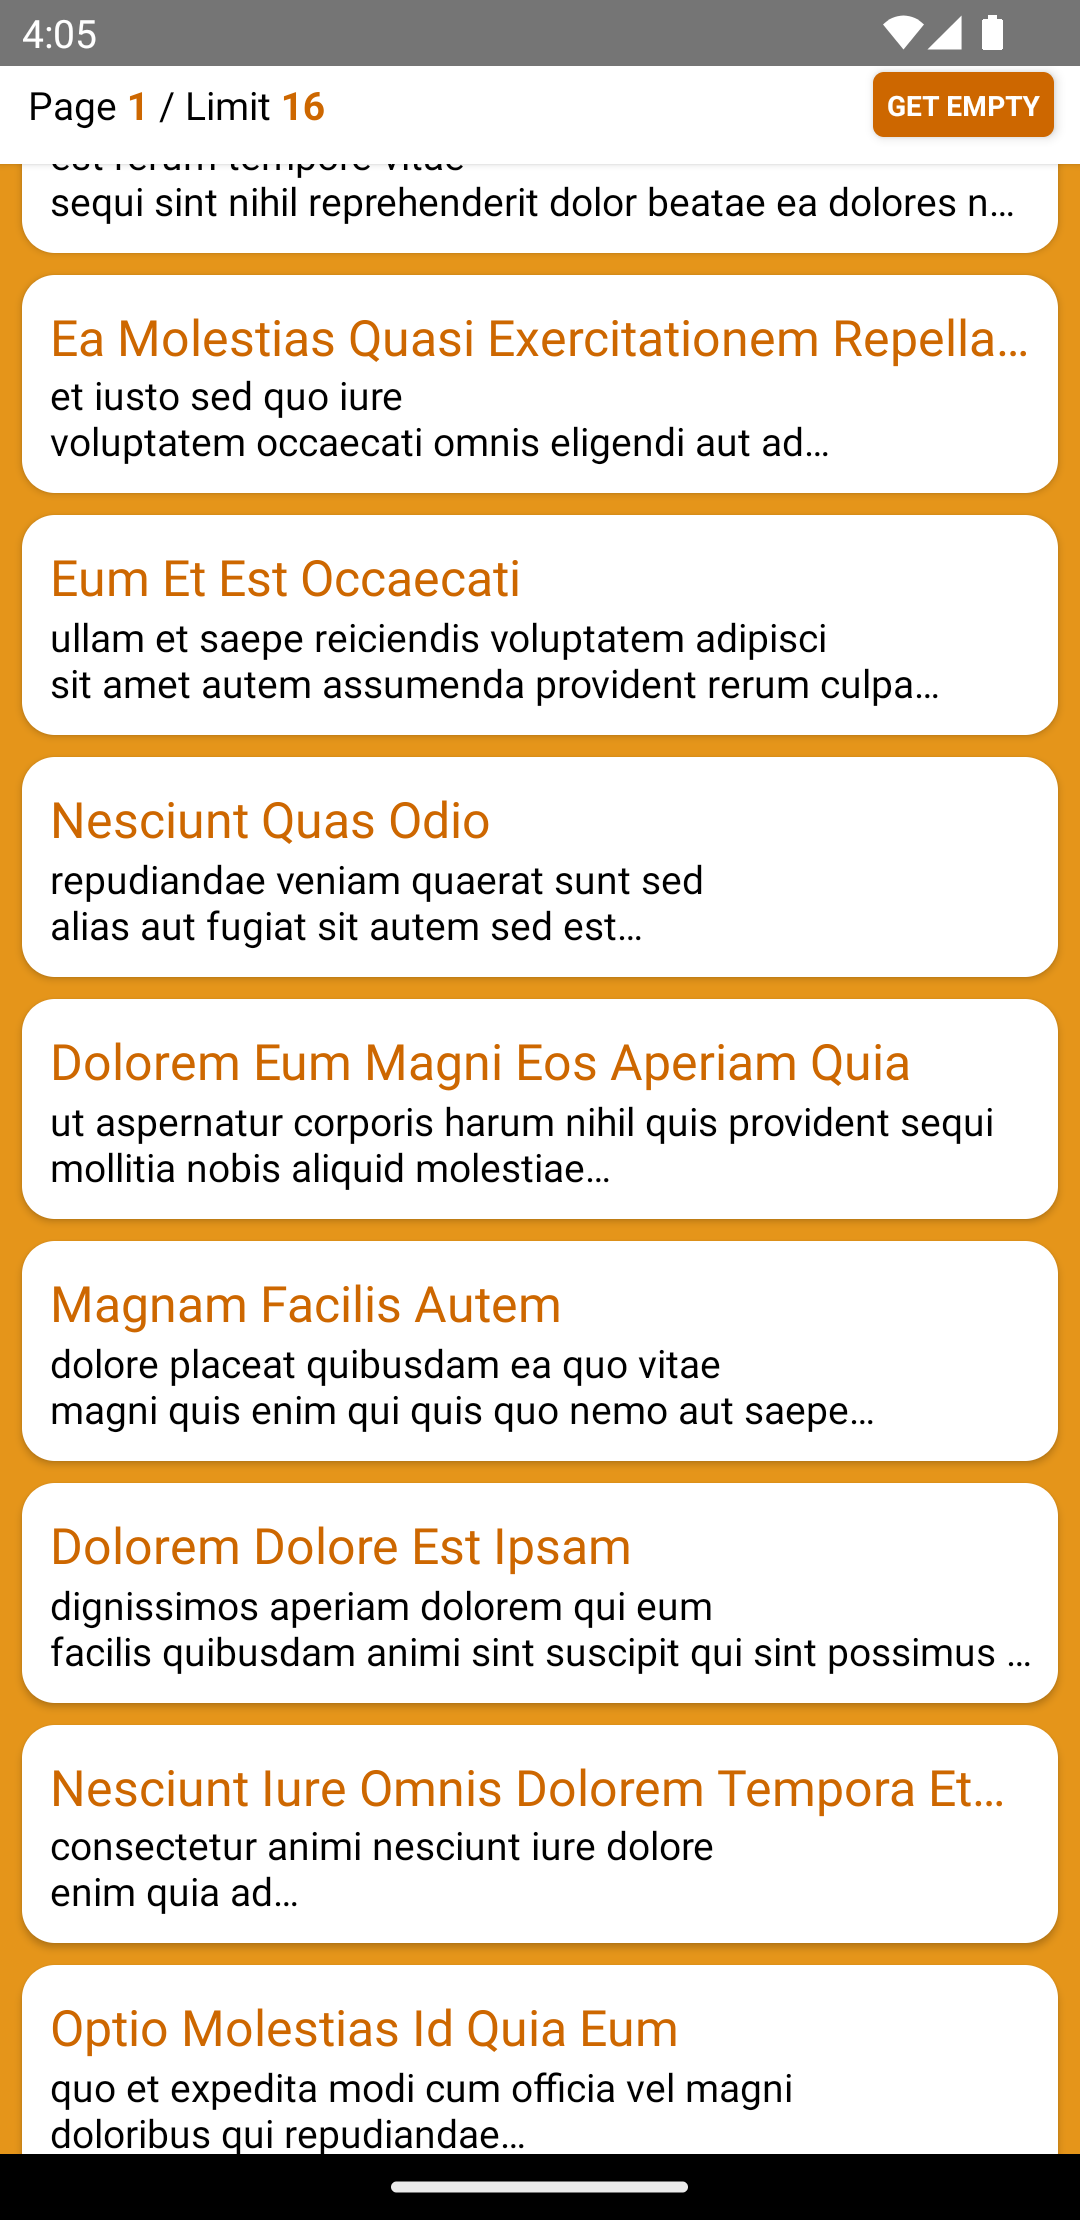 4:05
Page 1 / Limit 16
GET EMPTY
est rerum tempore vitae
sequi sint nihil reprehenderit dolor beatae ea dolores n...
Ea Molestias Quasi Exercitationem Repella...
et iusto sed quo iure
voluptatem occaecati omnis eligendi aut ad...
Eum Et Est Occaecati
ullam et saepe reiciendis voluptatem adipisci
sit amet autem assumenda provident rerum culpa...
Nesciunt Quas Odio
repudiandae veniam quaerat sunt sed
alias aut fugiat sit autem sed est...
Dolorem Eum Magni Eos Aperiam Quia
ut aspernatur corporis harum nihil quis provident sequi
mollitia nobis aliquid molestiae...
Magnam Facilis Autem
dolore placeat quibusdam ea quo vitae
magni quis enim qui quis quo nemo aut saepe...
Dolorem Dolore Est Ipsam
dignissimos aperiam dolorem qui eum
facilis quibusdam animi sint suscipit qui sint possimus ...
Nesciunt Iure Omnis Dolorem Tempora Et...
consectetur animi nesciunt iure dolore
enim quia ad...
Optio Molestias Id Quia Eum
quo et expedita modi cum officia vel magni
doloribus qui repudiandae...